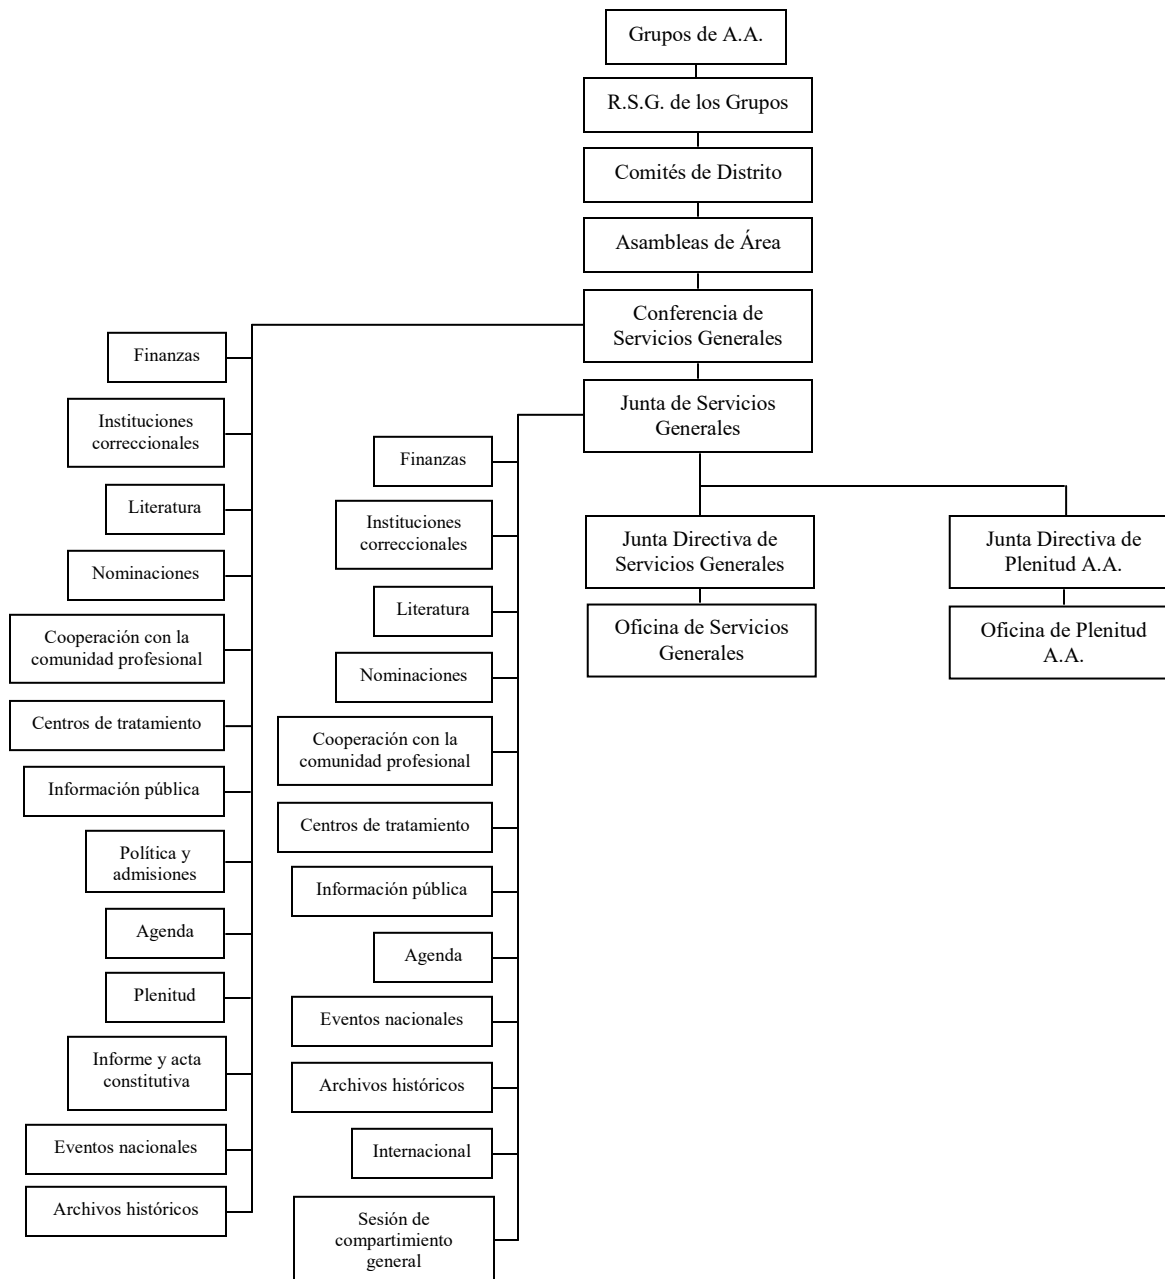 Grupos de A.A.
R.S.G. de los Grupos
Comités de Distrito
Asambleas de Área
Conferencia de
Servicios Generales
Junta de Servicios
Generales
Junta Directiva de
Servicios Generales
Oficina de Servicios
Generales
Junta Directiva de
Plenitud A.A.
Oficina de Plenitud
A.A.
Finanzas
Instituciones
correccionales
Literatura
Nominaciones
Cooperación con la
comunidad profesional
Centros de tratamiento
Información pública
Política y
admisiones
Agenda
Plenitud
Informe y acta
constitutiva
Eventos nacionales
Archivos históricos
Finanzas
Instituciones
correccionales
Literatura
Nominaciones
Cooperación con la
comunidad profesional
Centros de tratamiento
Información pública
Agenda
Eventos nacionales
Archivos históricos
Internacional
Sesión de
compartimiento
general